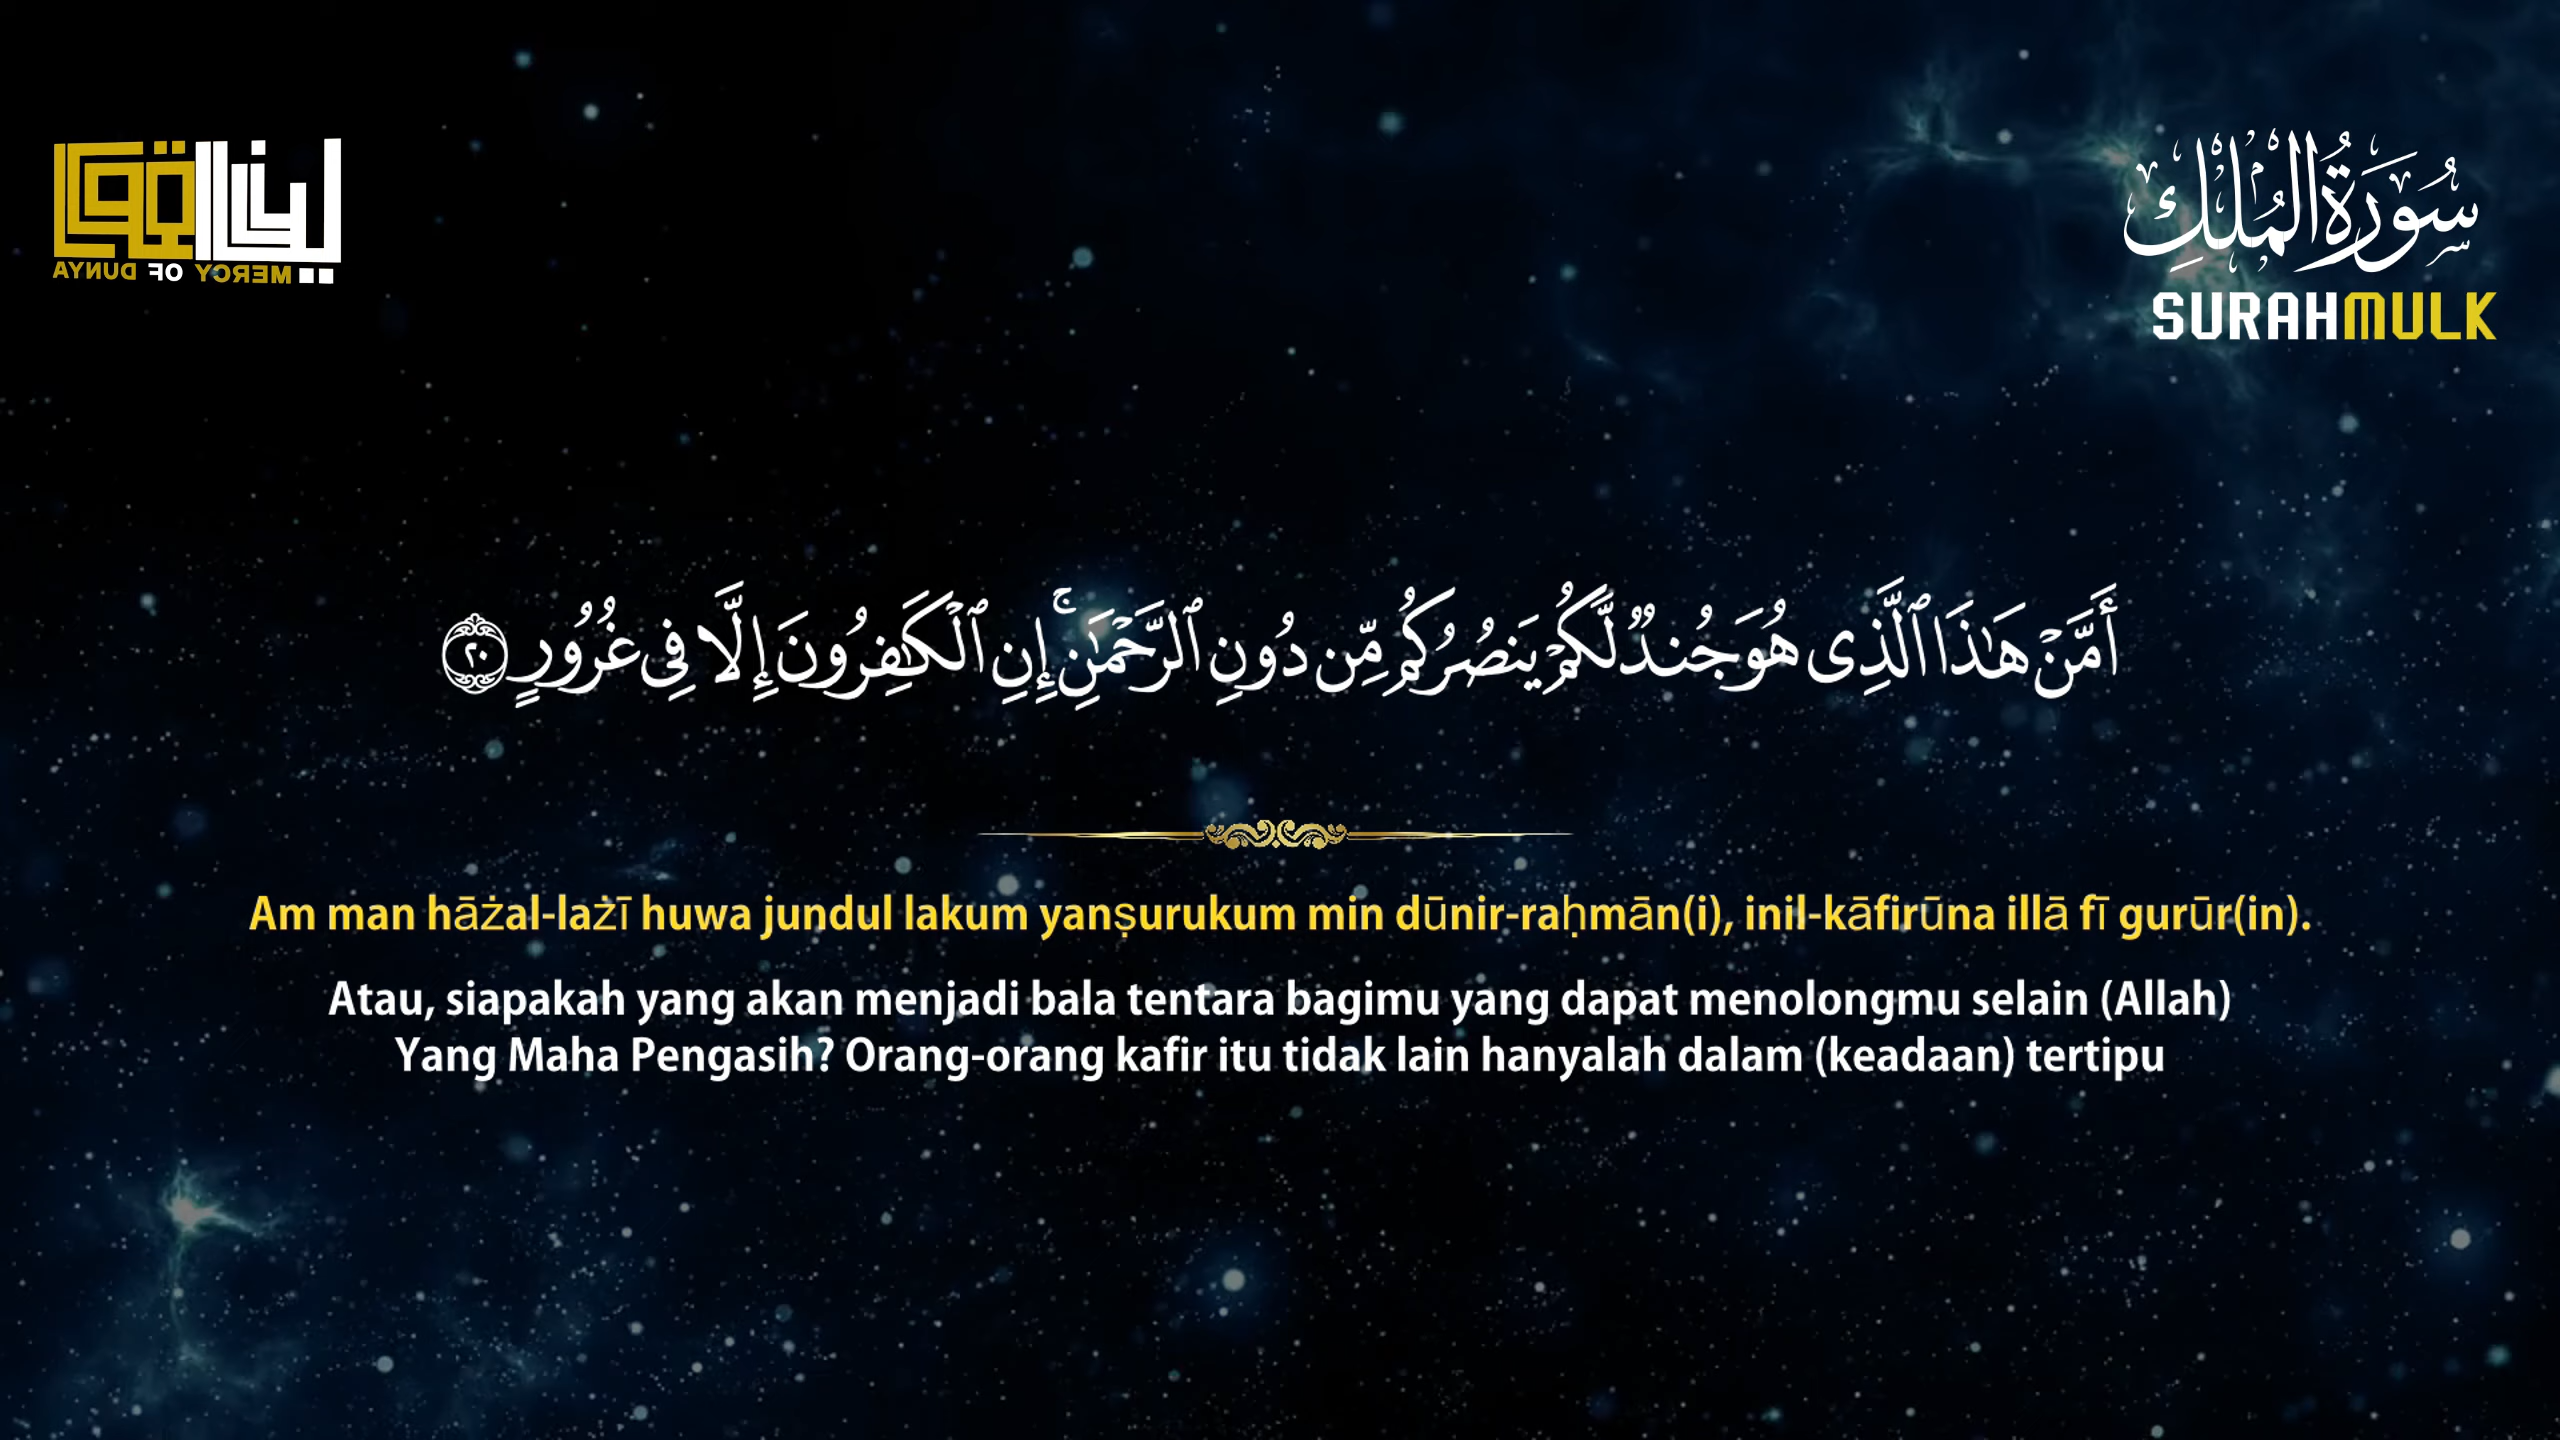 MERCY OF DUNYA
سُورَةُ الْمُلْكِ
SURAHMULK
أَمَّنْ هَـٰذَا ٱلَّذِى هُوَ جُندٌ لَّكُمْ يَنصُرُكُم مِّن دُونِ ٱلرَّحْمَـٰنِ ۚ إِنِ ٱلْكَـٰفِرُونَ إِلَّا فِى غُرُورٍ ٢٠
Am man hāżal-lażī huwa jundul lakum yanṣurukum min dūnir-raḥmān(i), inil-kāfirūna illā fī gurūr(in).
Atau, siapakah yang akan menjadi bala tentara bagimu yang dapat menolongmu selain (Allah)
Yang Maha Pengasih? Orang-orang kafir itu tidak lain hanyalah dalam (keadaan) tertipu